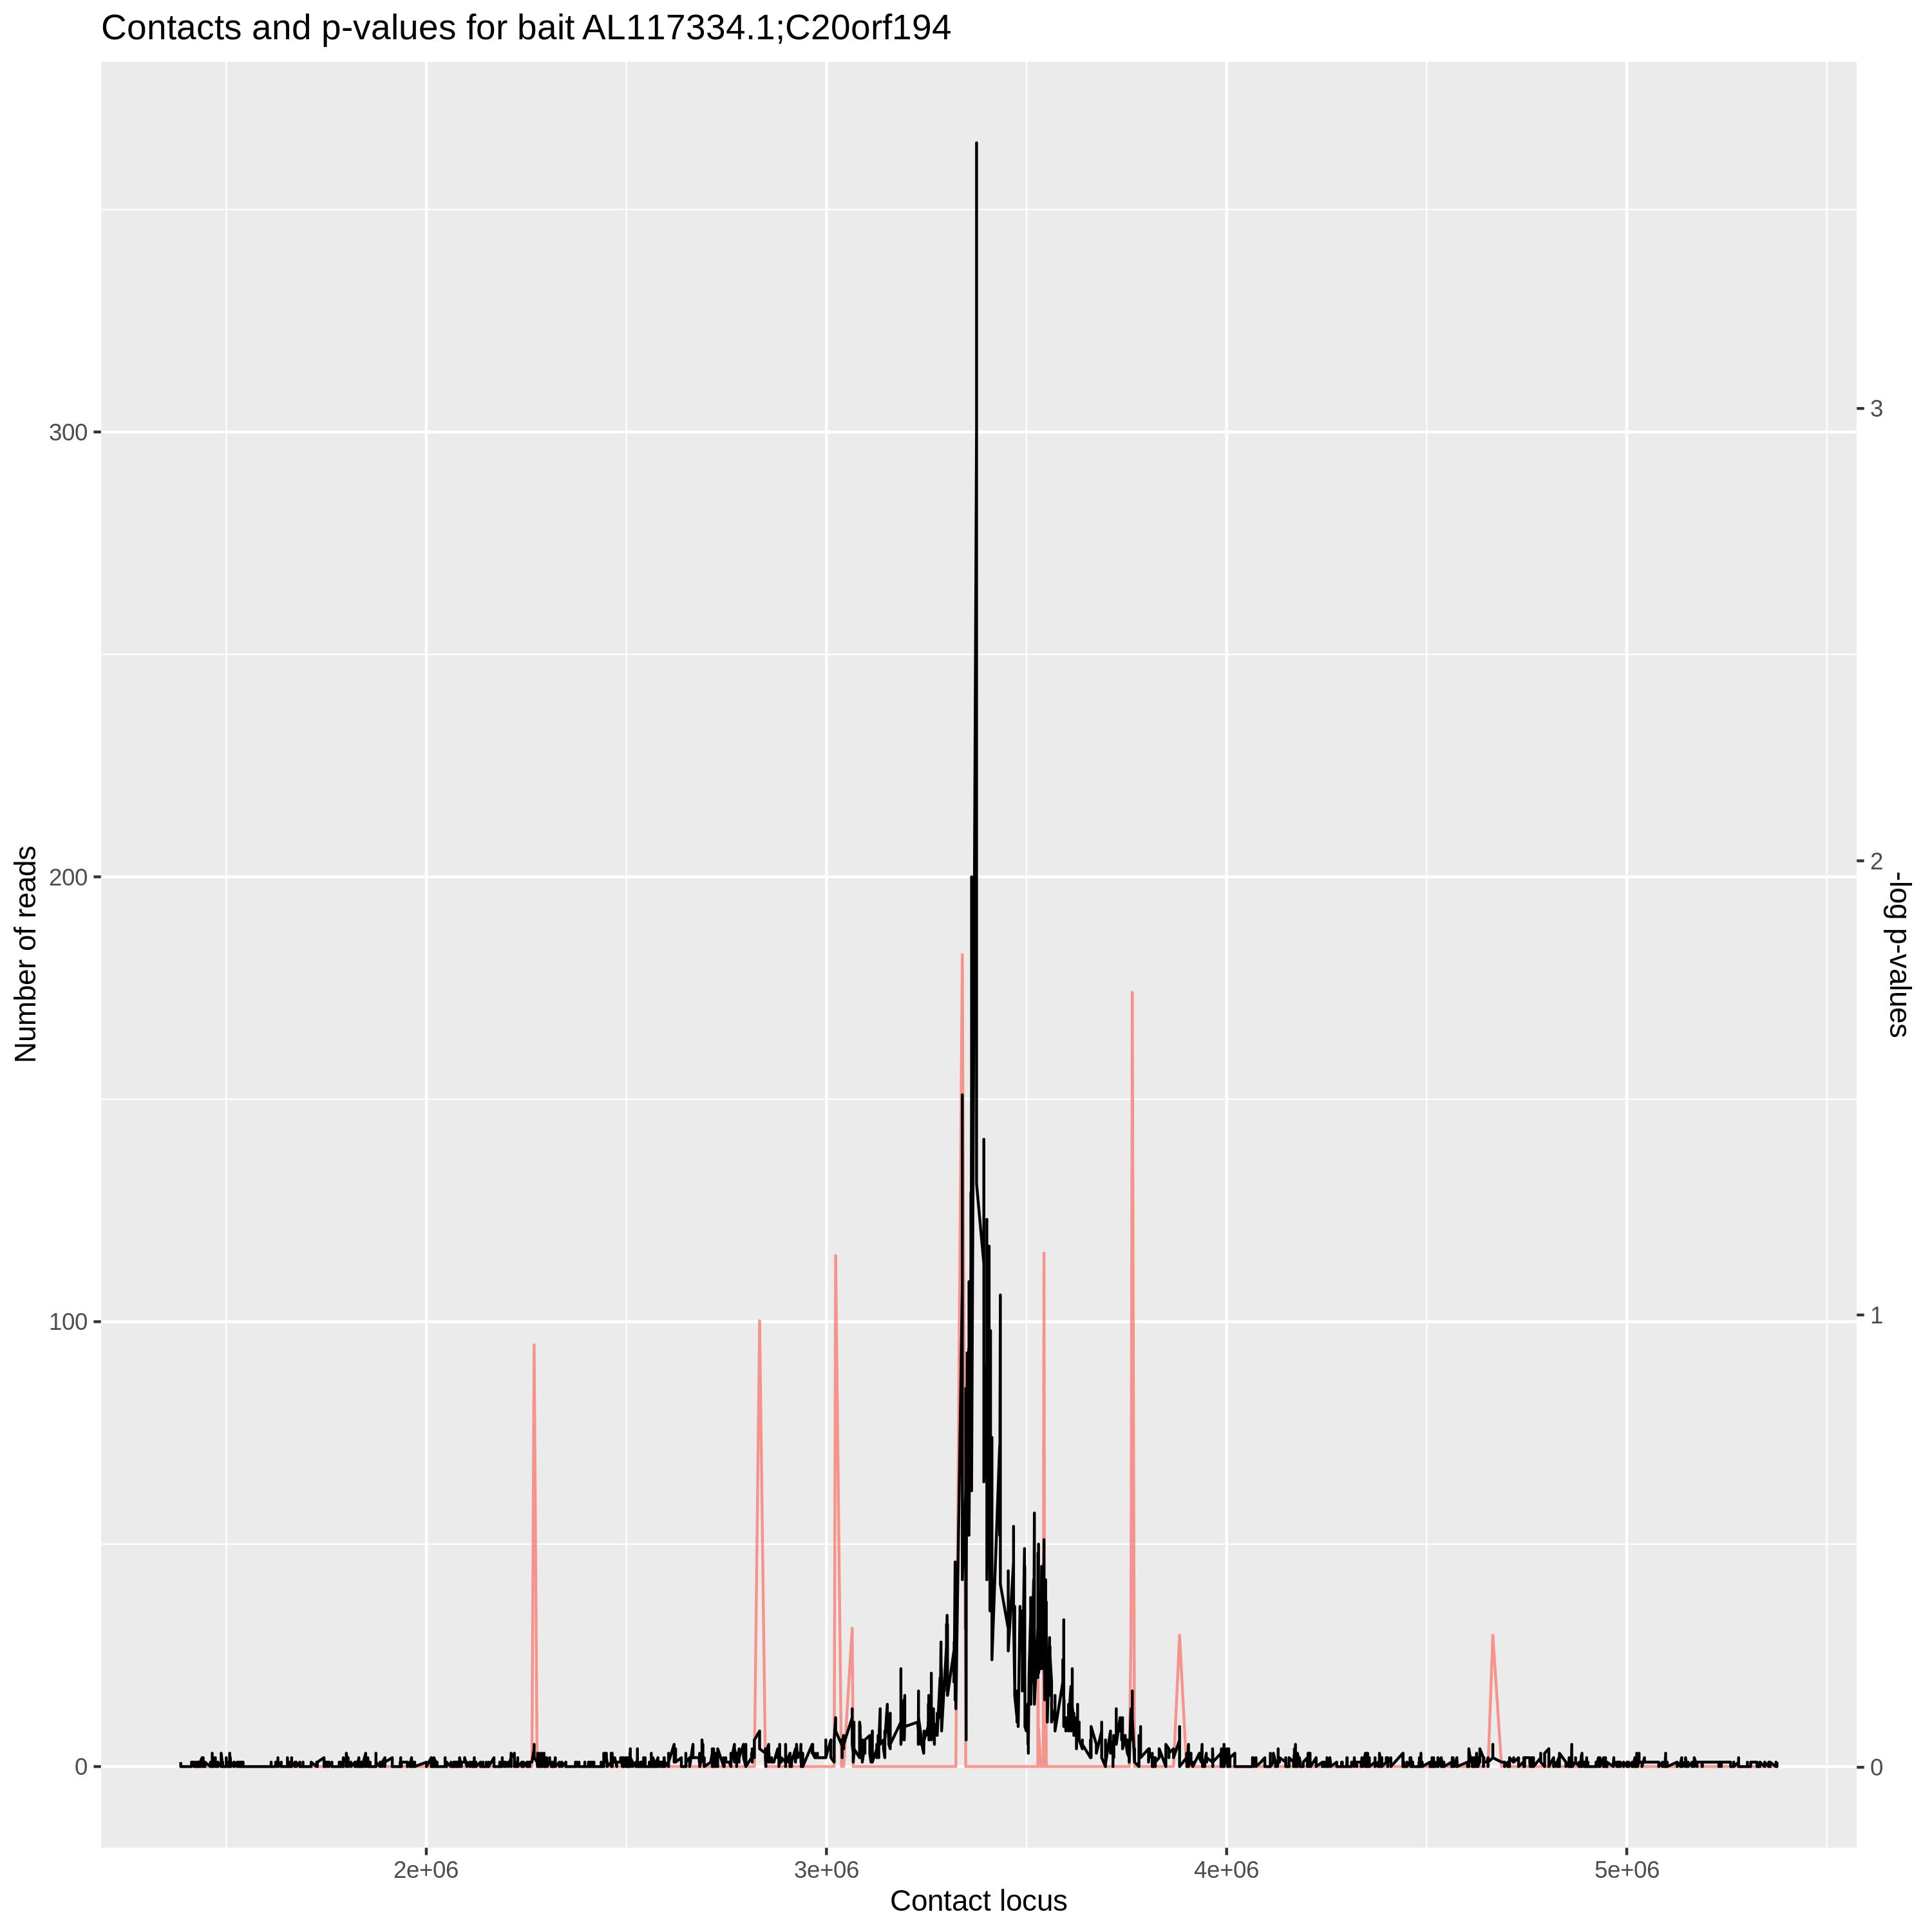 Contacts and p-values for bait AL117334.1;C20orf194
Number of reads
300
200
100
0
3
2
1
0
-log p-values
2e+06
3e+06
4e+06
5e+06
Contact locus